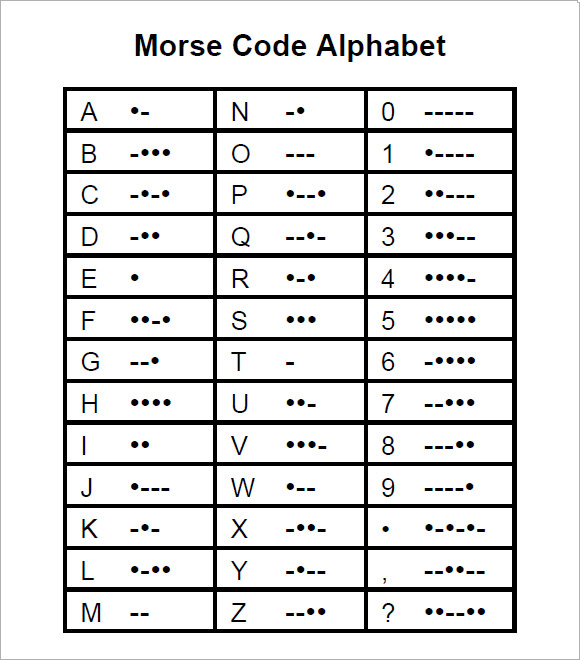 Morse Code Alphabet
A •- N -• 0 -----
B -••• O --- 1 •----
C -•-• P •--• 2 ••---
D -•• Q --•- 3 •••--
E • R •-• 4 ••••-
F ••-• S ••• 5 •••••
G --• T - 6 -••••
H •••• U ••- 7 --•••
I •• V •••- 8 ---••
J •--- W •-- 9 ----•
K -•- X -••- • •-•-•-
L •-•• Y -•-- , --••--
M -- Z --•• ? ••--••